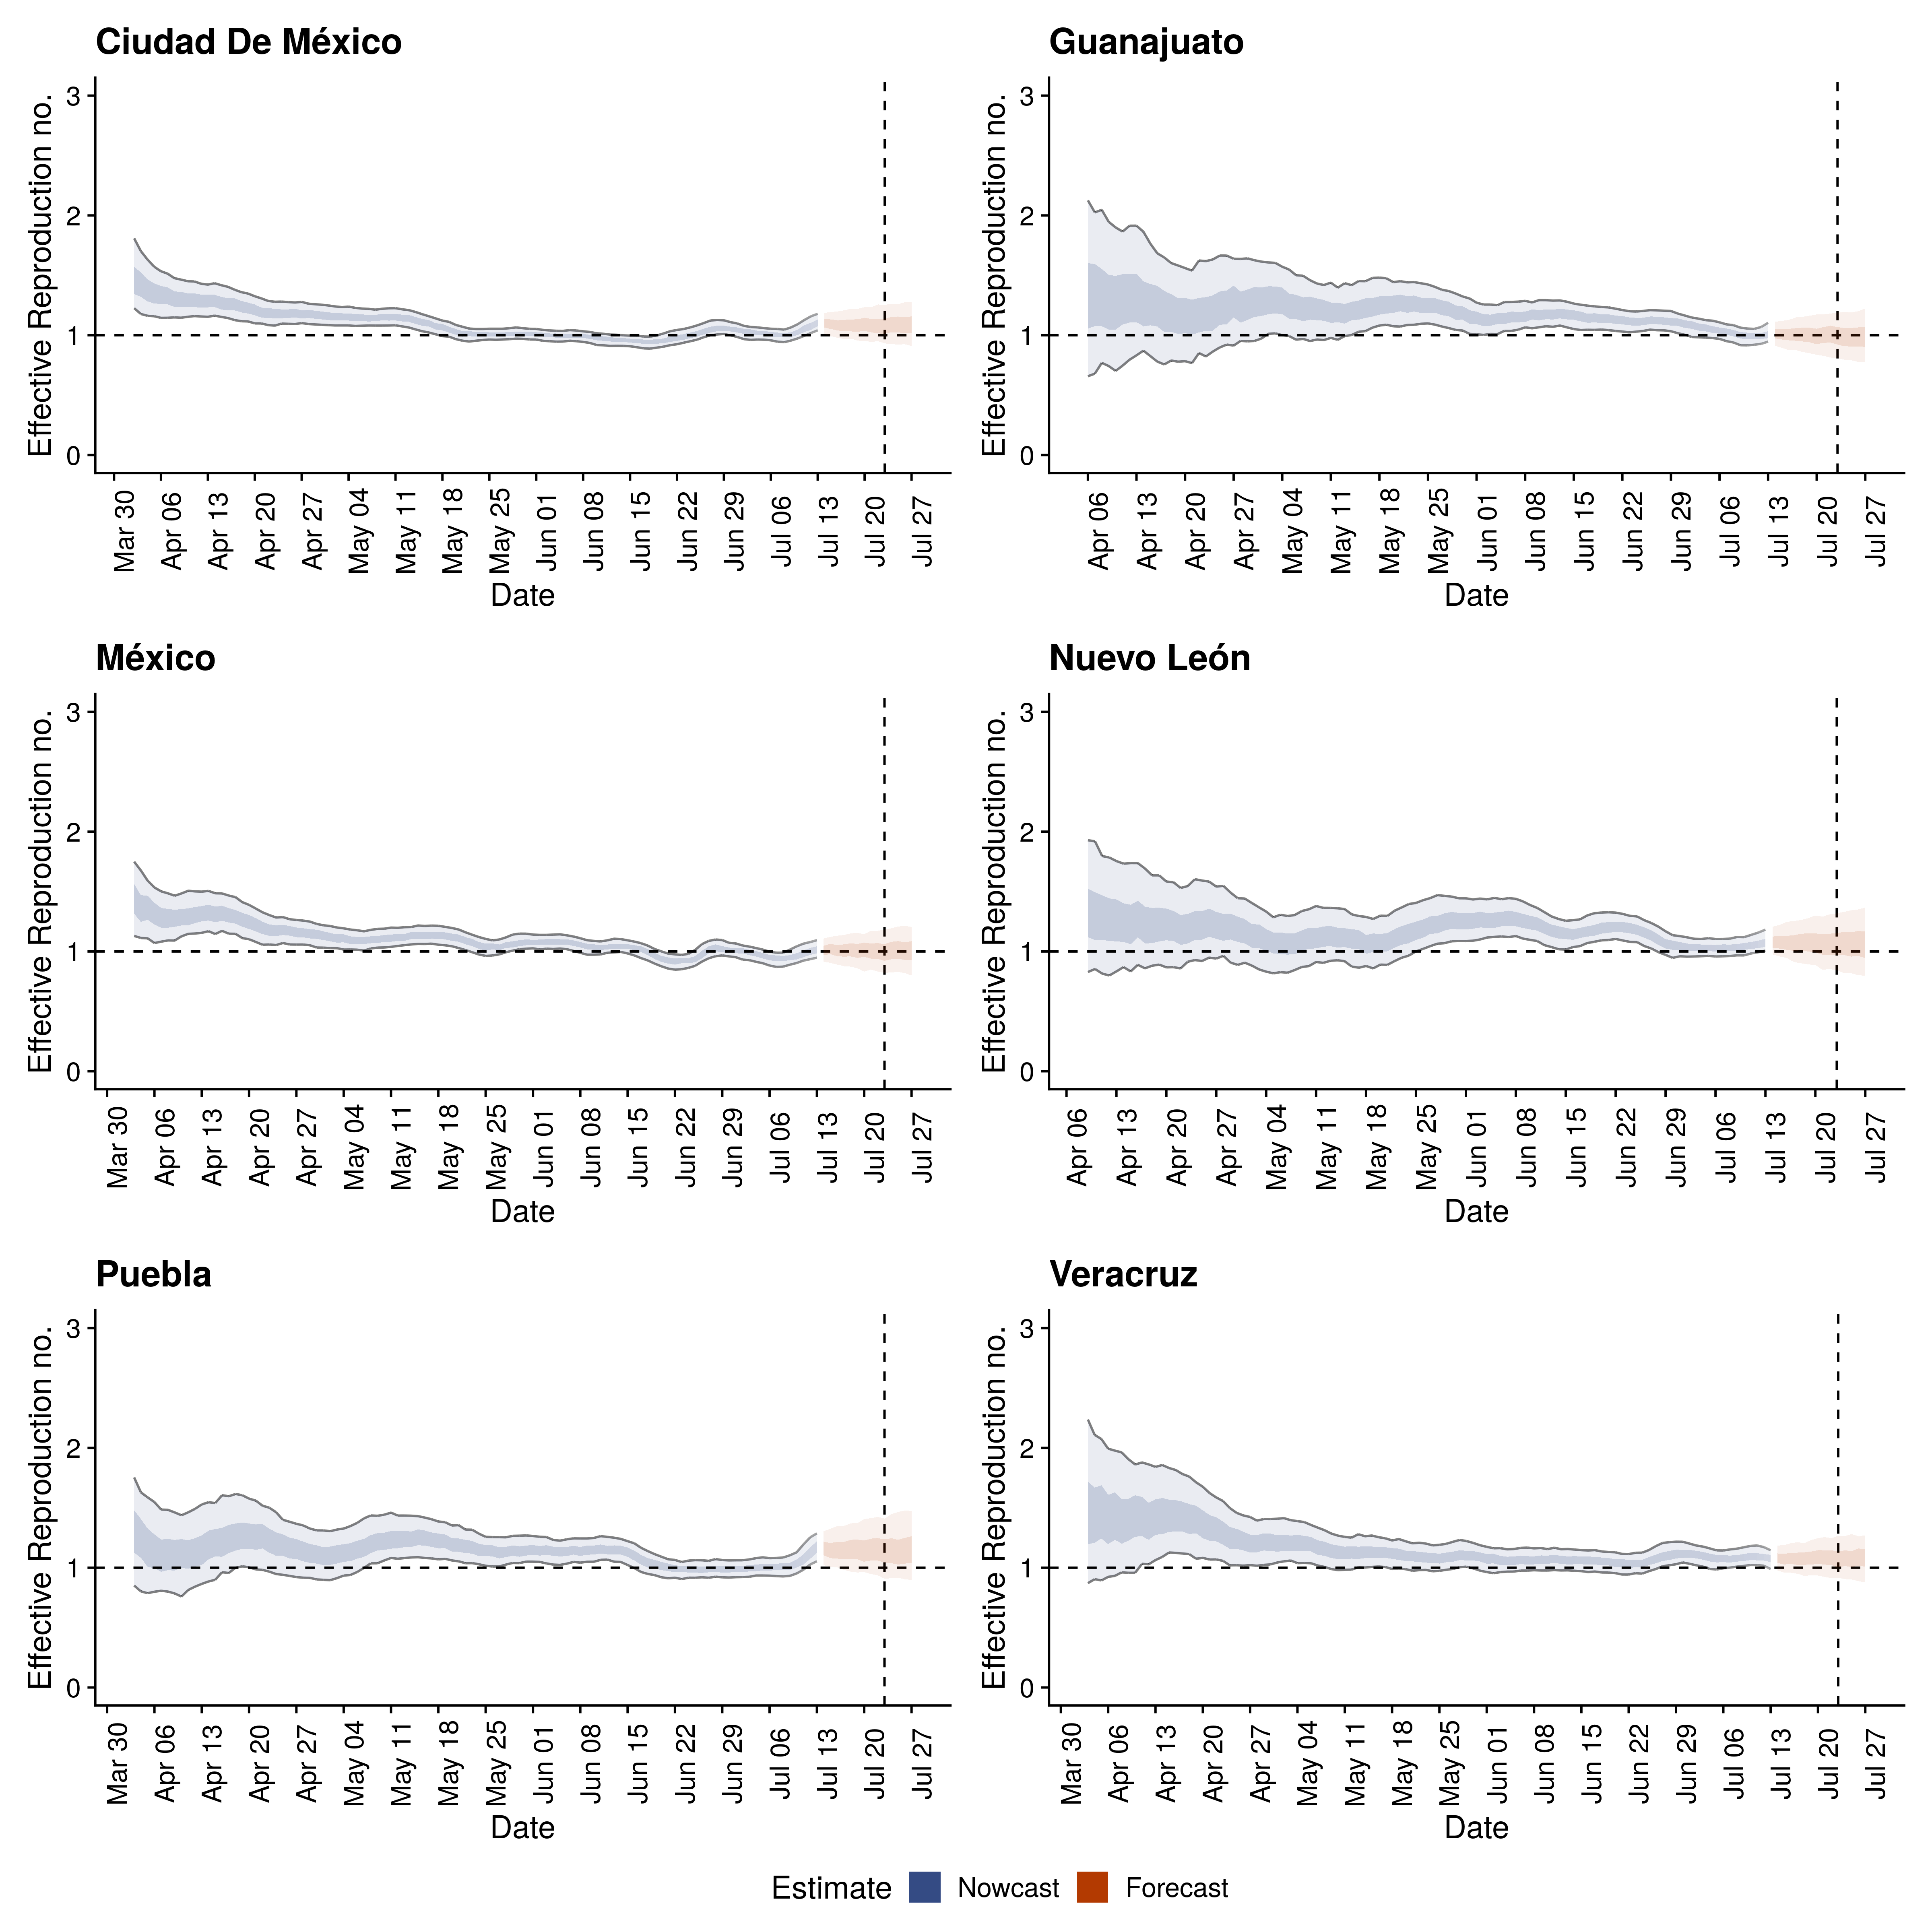 Ciudad De México
Effective Reproduction no.
3
2
1
0
Mar 30
Apr 06
Apr 13
Apr 20
Apr 27
May 04
May 11
May 18
May 25
Jun 01
Jun 08
Jun 15
Jun 22
Jun 29
Jul 06
Jul 13
Jul 20
Jul 27
Date
Guanajuato
Effective Reproduction no.
3
2
1
0
Apr 06
Apr 13
Apr 20
Apr 27
May 04
May 11
May 18
May 25
Jun 01
Jun 08
Jun 15
Jun 22
Jun 29
Jul 06
Jul 13
Jul 20
Jul 27
Date
México
Effective Reproduction no.
3
2
1
0
Mar 30
Apr 06
Apr 13
Apr 20
Apr 27
May 04
May 11
May 18
May 25
Jun 01
Jun 08
Jun 15
Jun 22
Jun 29
Jul 06
Jul 13
Jul 20
Jul 27
Date
Nuevo León
Effective Reproduction no.
3
2
1
0
Apr 06
Apr 13
Apr 20
Apr 27
May 04
May 11
May 18
May 25
Jun 01
Jun 08
Jun 15
Jun 22
Jun 29
Jul 06
Jul 13
Jul 20
Jul 27
Date
Puebla
Effective Reproduction no.
3
2
1
0
Mar 30
Apr 06
Apr 13
Apr 20
Apr 27
May 04
May 11
May 18
May 25
Jun 01
Jun 08
Jun 15
Jun 22
Jun 29
Jul 06
Jul 13
Jul 20
Jul 27
Date
Veracruz
Effective Reproduction no.
3
2
1
0
Mar 30
Apr 06
Apr 13
Apr 20
Apr 27
May 04
May 11
May 18
May 25
Jun 01
Jun 08
Jun 15
Jun 22
Jun 29
Jul 06
Jul 13
Jul 20
Jul 27
Date
Estimate Nowcast Forecast